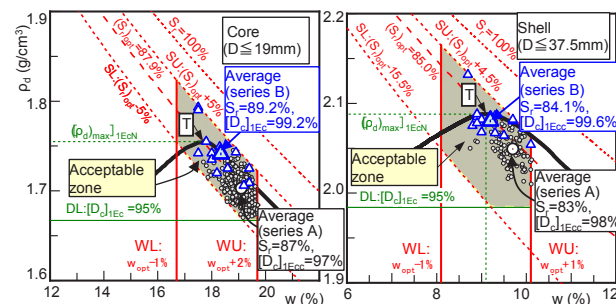 ρd (g/cm³)
1.9
1.8
1.7
1.6
Core
(D≦19mm)
Sr=100%
(Sr)opt=87.9%
SU:(Sr)opt+5%
SL:(Sr)opt-5%
Average
(series B)
Sr=89.2%,
[Dc]1Ec=99.2%
T
(ρd)max]1EcN
Acceptable
zone
DL:[Dc]1Ec=95%
Average
(series A)
Sr=87%,
[Dc]1Ecc=97%
WL:
wopt-1%
WU:
wopt+2%
14 16 18 20
w (%)
2.2
2.1
2.0
1.9
Shell
(D≦37.5mm)
Sr=100%
SU:(Sr)opt+4.5%
(Sr)opt=85.0%
SL:(Sr)opt-15.5%
Average
(series B)
Sr=84.1%,
[Dc]1Ecc=99.6%
T
(ρd)max]1EcN
Acceptable
zone
DL:[Dc]1Ec=95%
Average
(series A)
Sr=83%,
[Dc]1Ecc=98%
WL:
wopt-1%
WU:
wopt+1%
6 8 10 12
w (%)